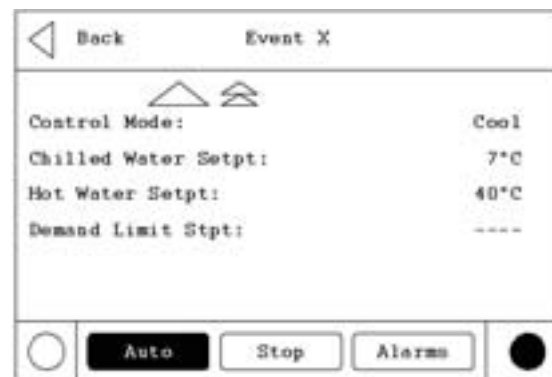 Back Event X
Control Mode: Cool
Chilled Water Setpt: 7°C
Hot Water Setpt: 40°C
Demand Limit Stpt: ----
Auto Stop Alarms